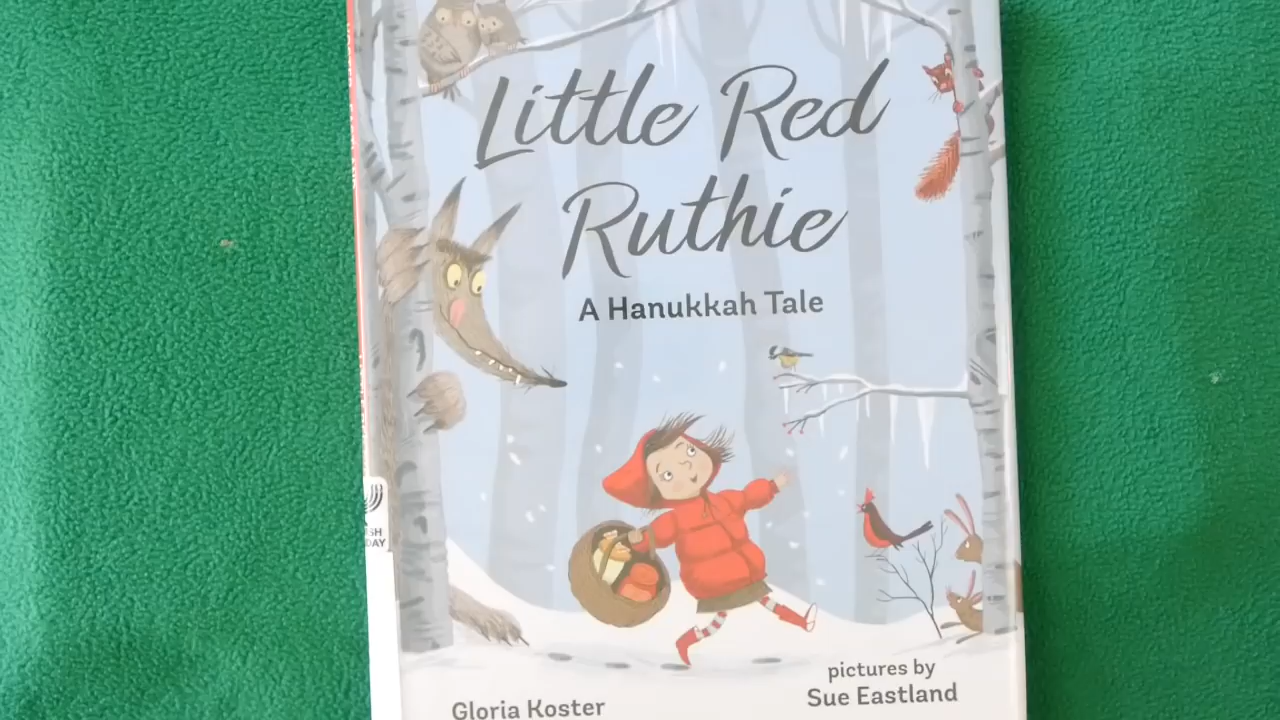 Little Red
Ruthie
A Hanukkah Tale
pictures by
Sue Eastland
Gloria Koster